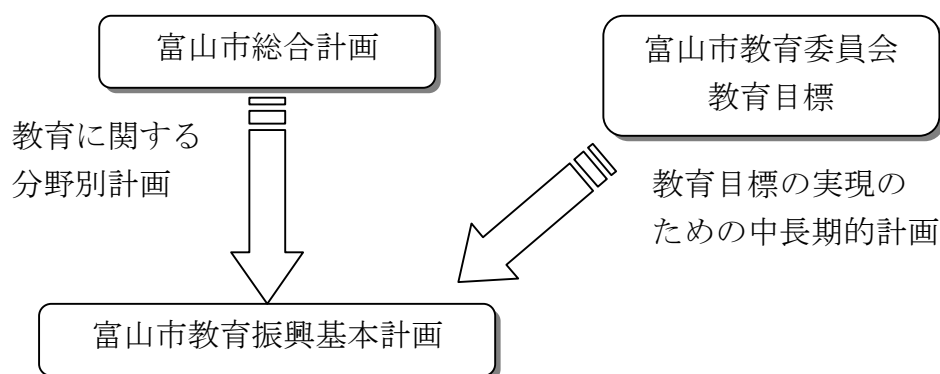 富山市総合計画
富山市教育委員会
教育目標
教育に関する
分野別計画
教育目標の実現の
ための中長期的計画
富山市教育振興基本計画